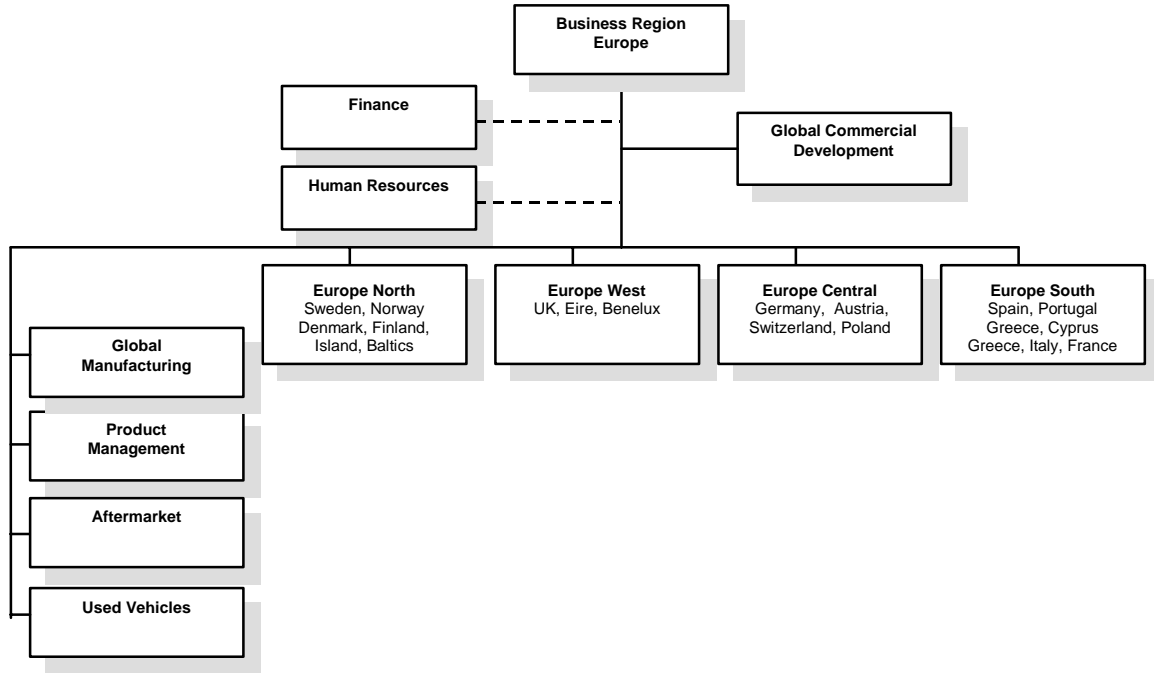 Business Region
Europe
Finance
Global Commercial
Development
Human Resources
Europe North
Sweden, Norway
Denmark, Finland,
Island, Baltics
Europe West
UK, Eire, Benelux
Europe Central
Germany, Austria,
Switzerland, Poland
Europe South
Spain, Portugal
Greece, Cyprus
Greece, Italy, France
Global
Manufacturing
Product
Management
Aftermarket
Used Vehicles